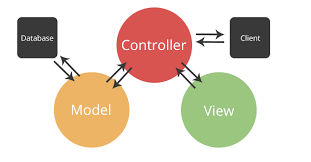 Database
Controller
Client
Model
View